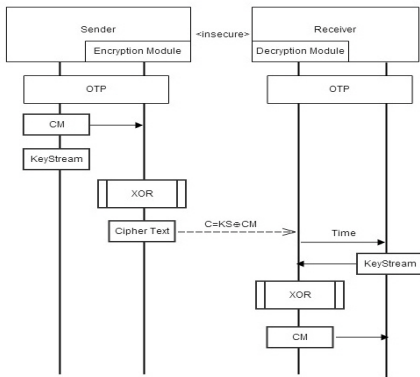 Sender
Encryption Module
<insecure>
Receiver
Decryption Module
OTP
OTP
CM
KeyStream
XOR
Cipher Text
C=KS⊕CM
Time
KeyStream
XOR
CM